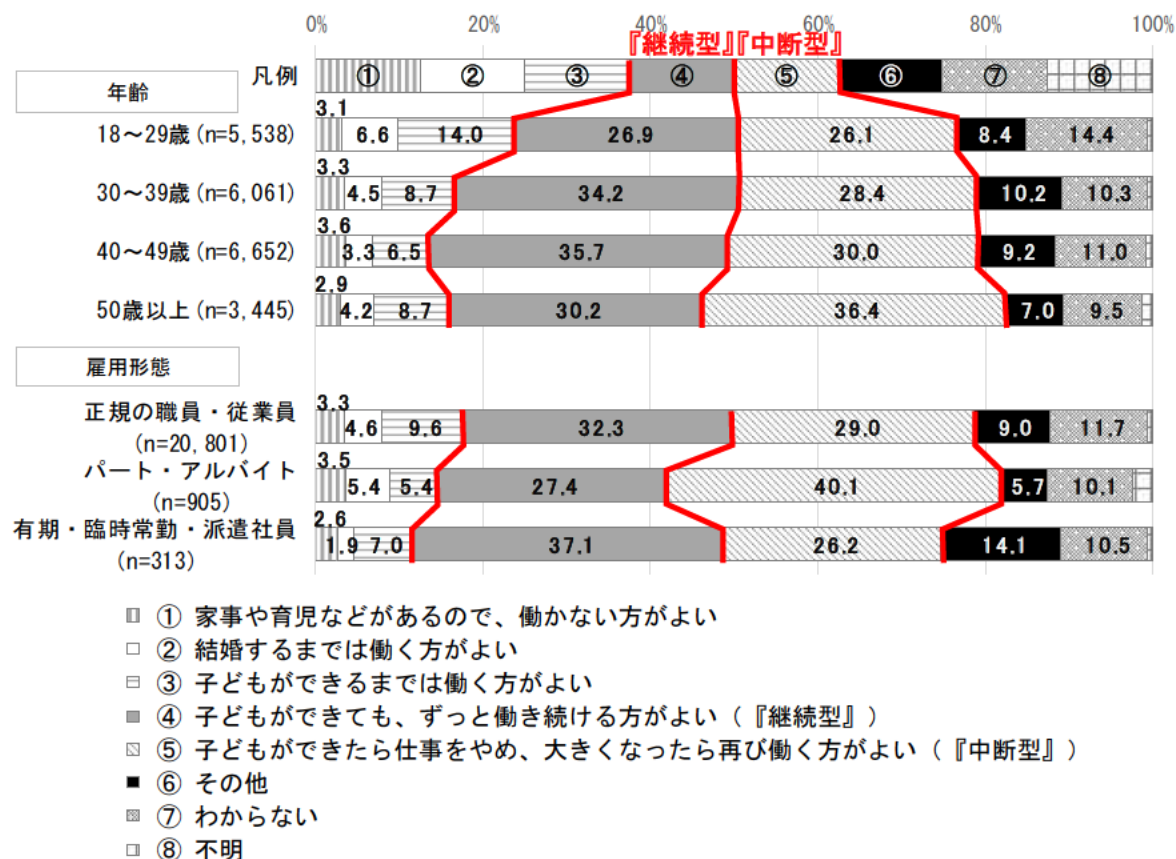 0% 20% 40% 60% 80% 100%
『継続型』『中断型』
凡例 ① ② ③ ④ ⑤ ⑥ ⑦ ⑧
年齢
3.1
18～29歳(n=5,538) 6.6 14.0 26.9 26.1 8.4 14.4
3.3
30～39歳(n=6,061) 4.5 8.7 34.2 28.4 10.2 10.3
3.6
40～49歳(n=6,652) 3.3 6.5 35.7 30.0 9.2 11.0
2.9
50歳以上(n=3,445) 4.2 8.7 30.2 36.4 7.0 9.5
雇用形態
3.3
正規の職員・従業員 4.6 9.6 32.3 29.0 9.0 11.7
(n=20,801)
3.5
パート・アルバイト 5.4 5.4 27.4 40.1 5.7 10.1
(n=905)
2.6
有期・臨時常勤・派遣社員 1.9 7.0 37.1 26.2 14.1 10.5
(n=313)
① 家事や育児などがあるので、働かない方がよい
② 結婚するまでは働く方がよい
③ 子どもができるまでは働く方がよい
④ 子どもができても、ずっと働き続ける方がよい（『継続型』）
⑤ 子どもができたら仕事をやめ、大きくなったら再び働く方がよい（『中断型』）
⑥ その他
⑦ わからない
⑧ 不明